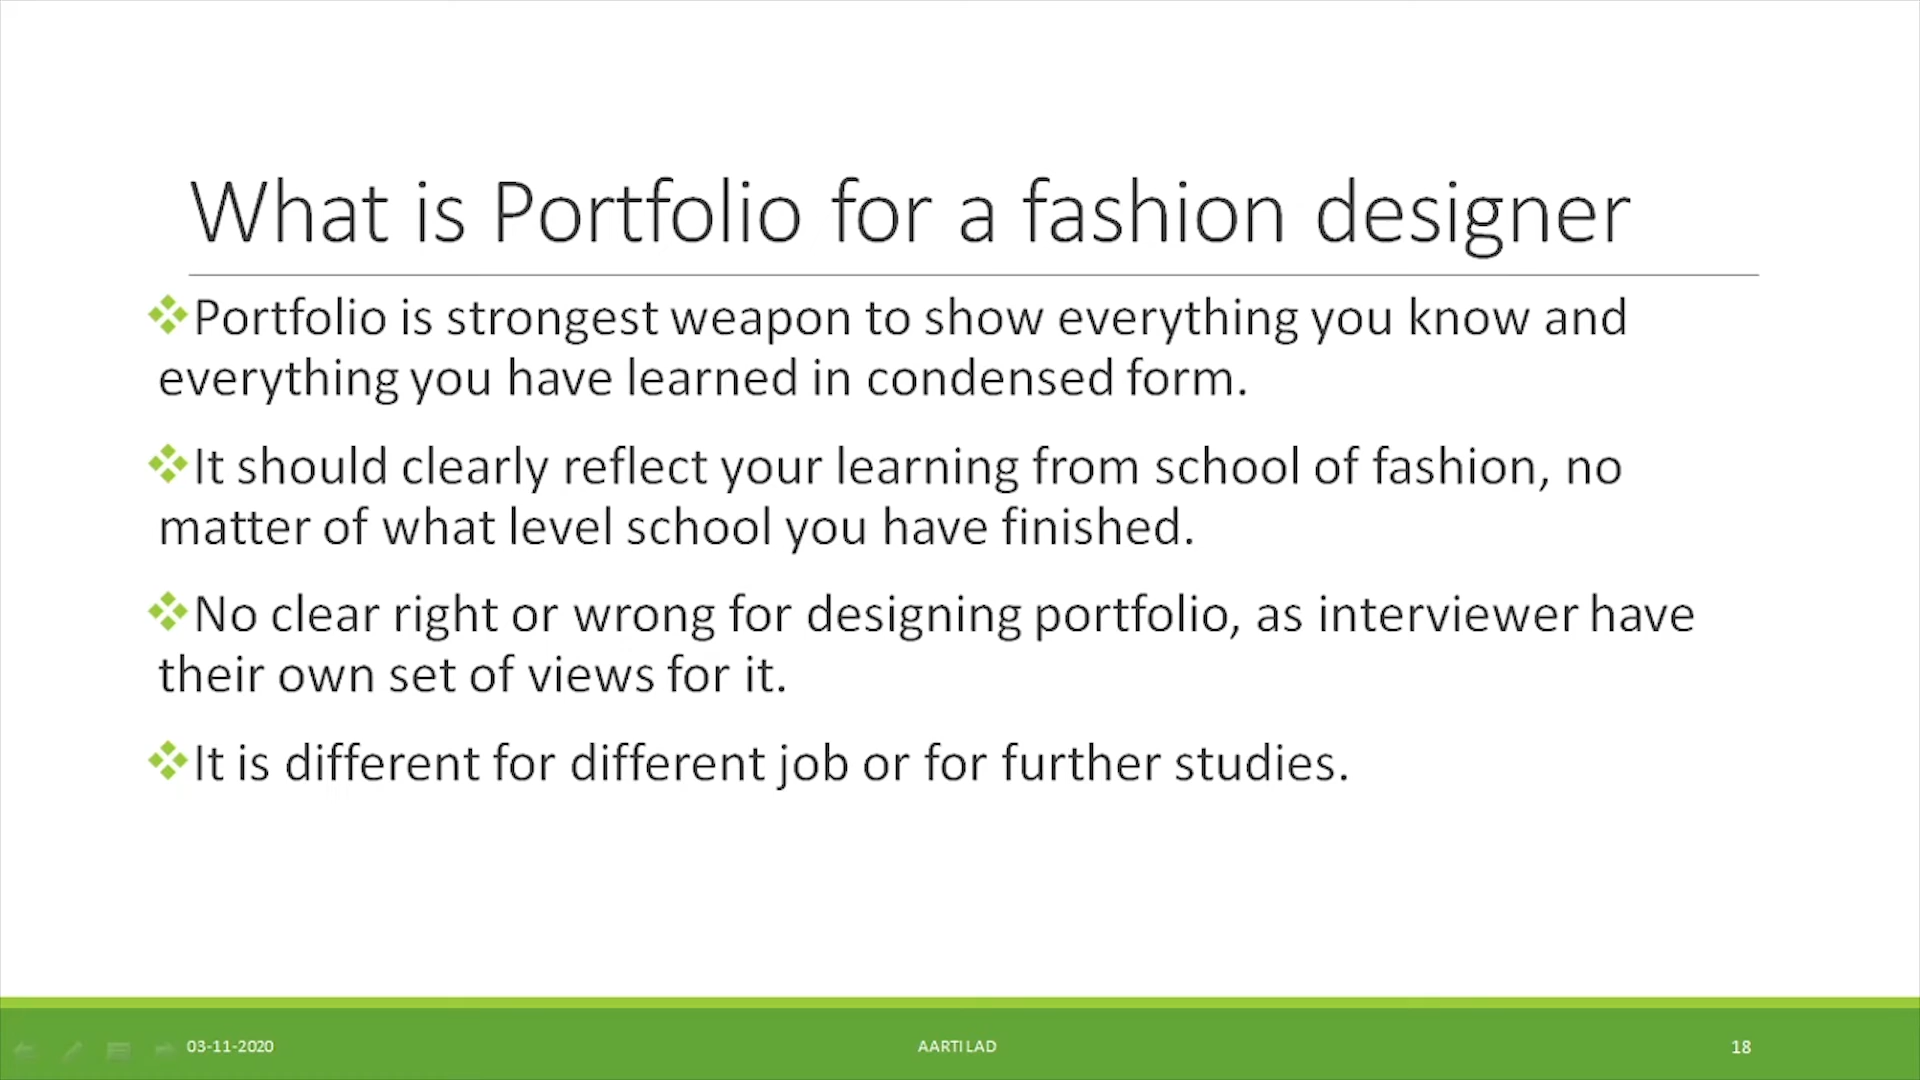 What is Portfolio for a fashion designer
Portfolio is strongest weapon to show everything you know and
everything you have learned in condensed form.
It should clearly reflect your learning from school of fashion, no
matter of what level school you have finished.
No clear right or wrong for designing portfolio, as interviewer have
their own set of views for it.
It is different for different job or for further studies.
03-11-2020
AARTI LAD
18